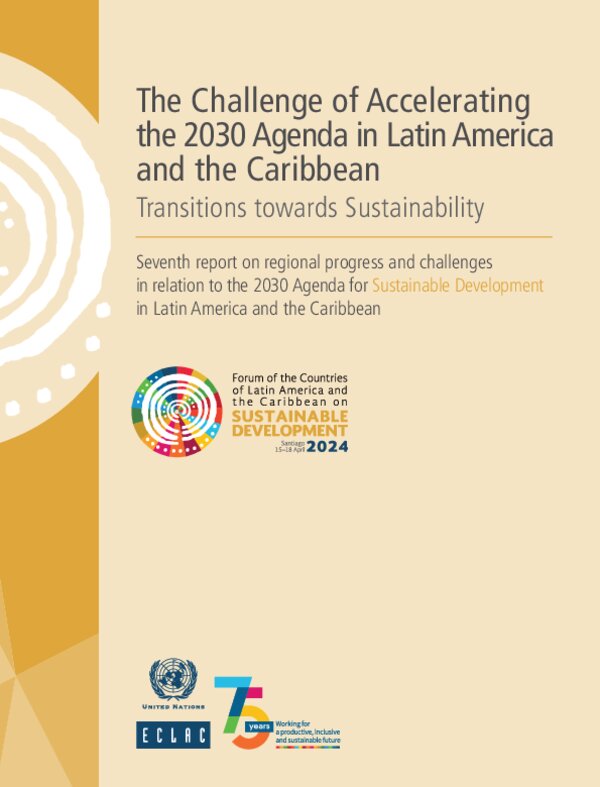 The Challenge of Accelerating
the 2030 Agenda in Latin America
and the Caribbean
Transitions towards Sustainability
Seventh report on regional progress and challenges
in relation to the 2030 Agenda for Sustainable Development
in Latin America and the Caribbean
Forum of the Countries
of Latin America and
the Caribbean on
SUSTAINABLE
DEVELOPMENT
Santiago
15–18 April 2024
UNITED NATIONS
ECLAC
75
years
Working for
a productive, inclusive
and sustainable future